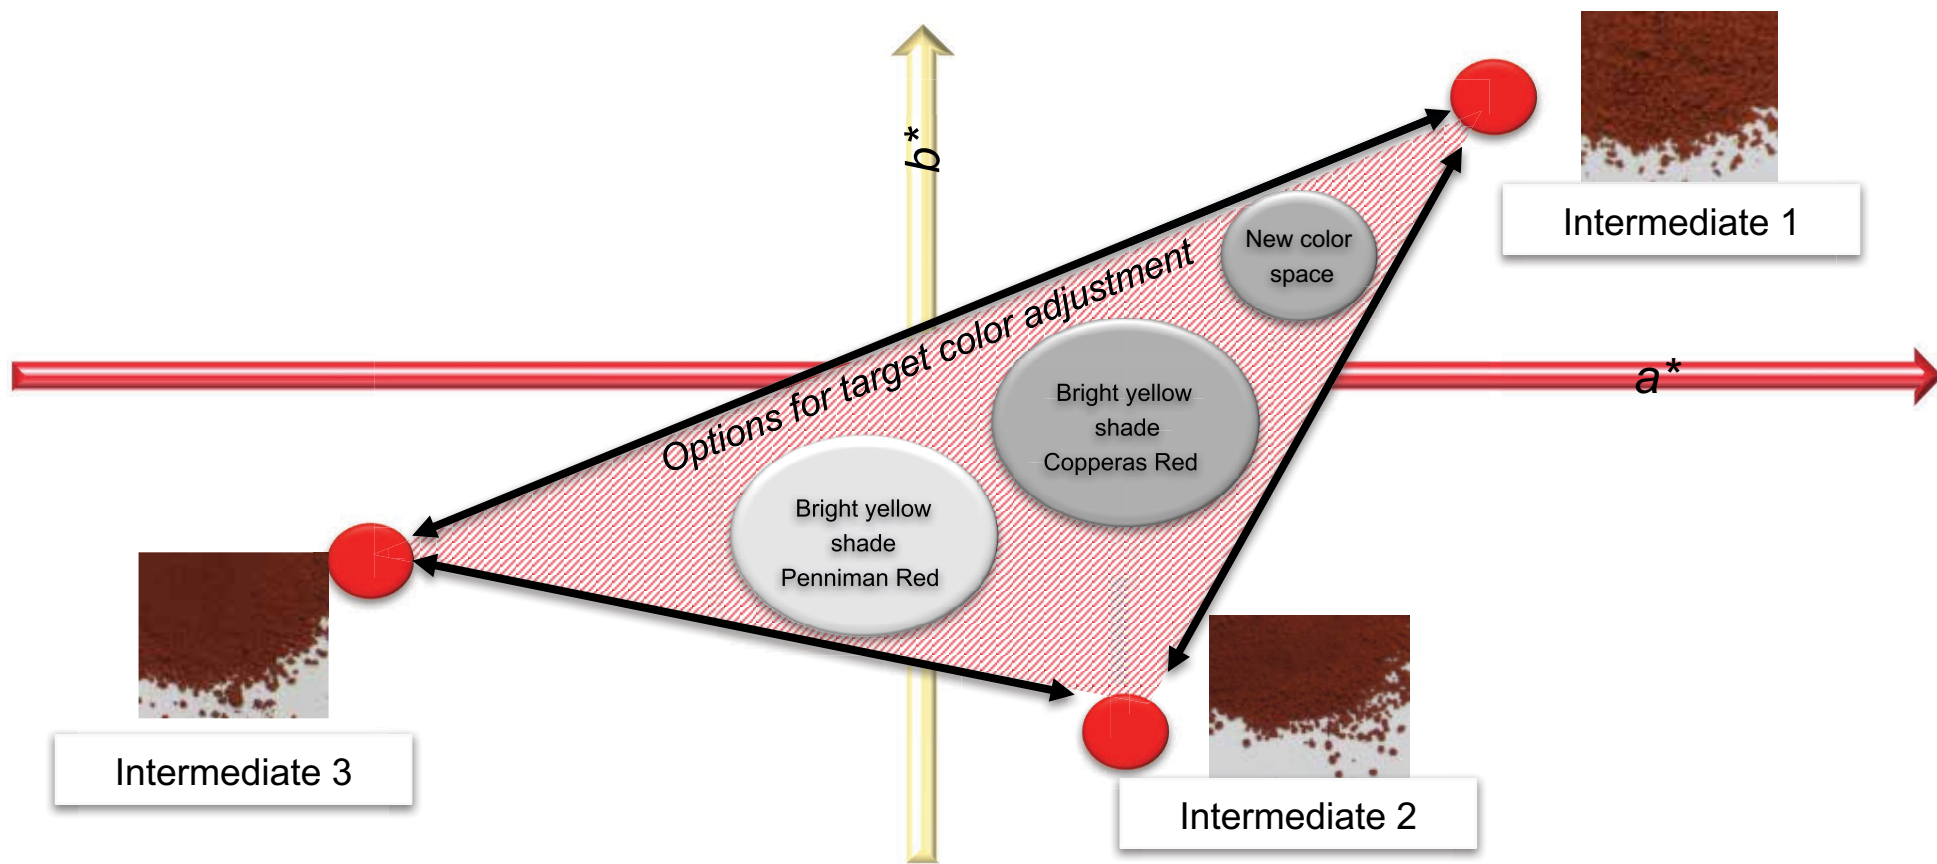 b*
Intermediate 1
New color
space
Options for target color adjustment
a*
Bright yellow
shade
Copperas Red
Bright yellow
shade
Penniman Red
Intermediate 3
Intermediate 2